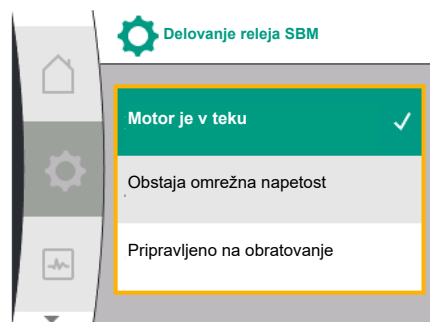 Delovanje releja SBM
Motor je v teku
Obstaja omrežna napetost
Pripravljeno na obratovanje